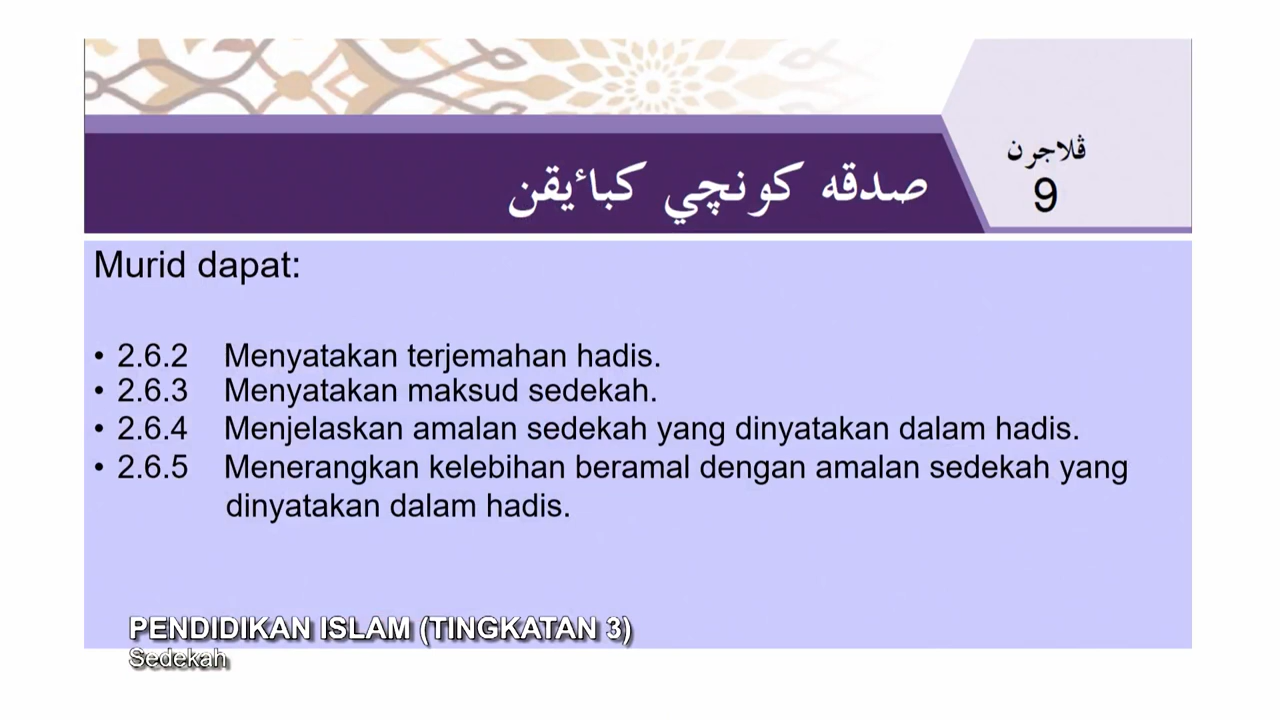 ڤلاجرن
9
صدقه كونچي كباءيقن
Murid dapat:
• 2.6.2 Menyatakan terjemahan hadis.
• 2.6.3 Menyatakan maksud sedekah.
• 2.6.4 Menjelaskan amalan sedekah yang dinyatakan dalam hadis.
• 2.6.5 Menerangkan kelebihan beramal dengan amalan sedekah yang
dinyatakan dalam hadis.
PENDIDIKAN ISLAM (TINGKATAN 3)
Sedekah